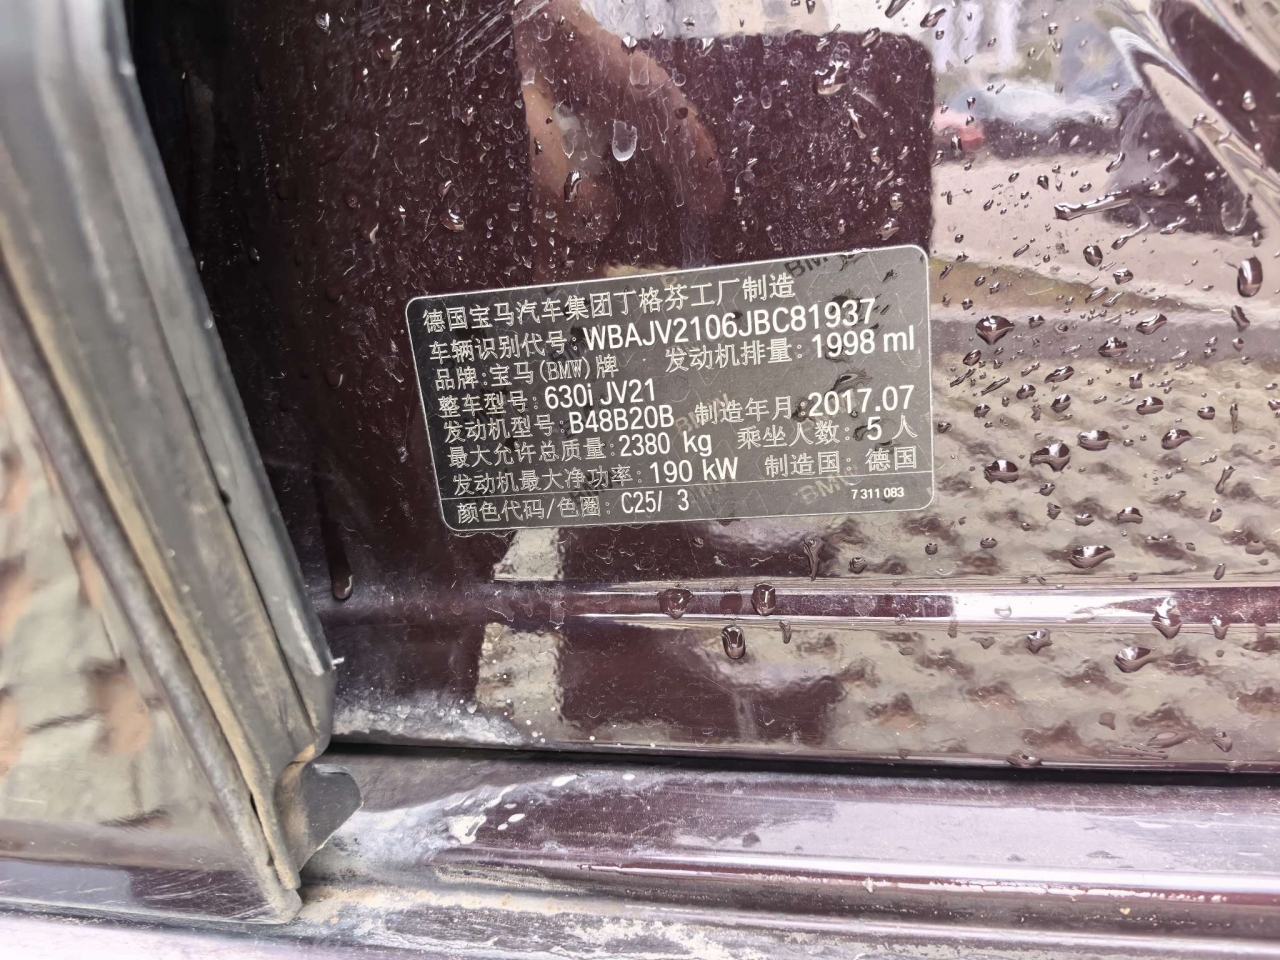 德国宝马汽车集团丁格芬工厂制造
车辆识别代号: WBAJV2106JBC81937
品牌:宝马(BMW)牌 发动机排量: 1998 ml
整车型号: 630i JV21
发动机型号: B48B20B 制造年月:2017.07
最大允许总质量: 2380 kg 乘坐人数: 5 人
发动机最大净功率: 190 kW 制造国: 德国
颜色代码/色圈: C25/ 3 7 311 083